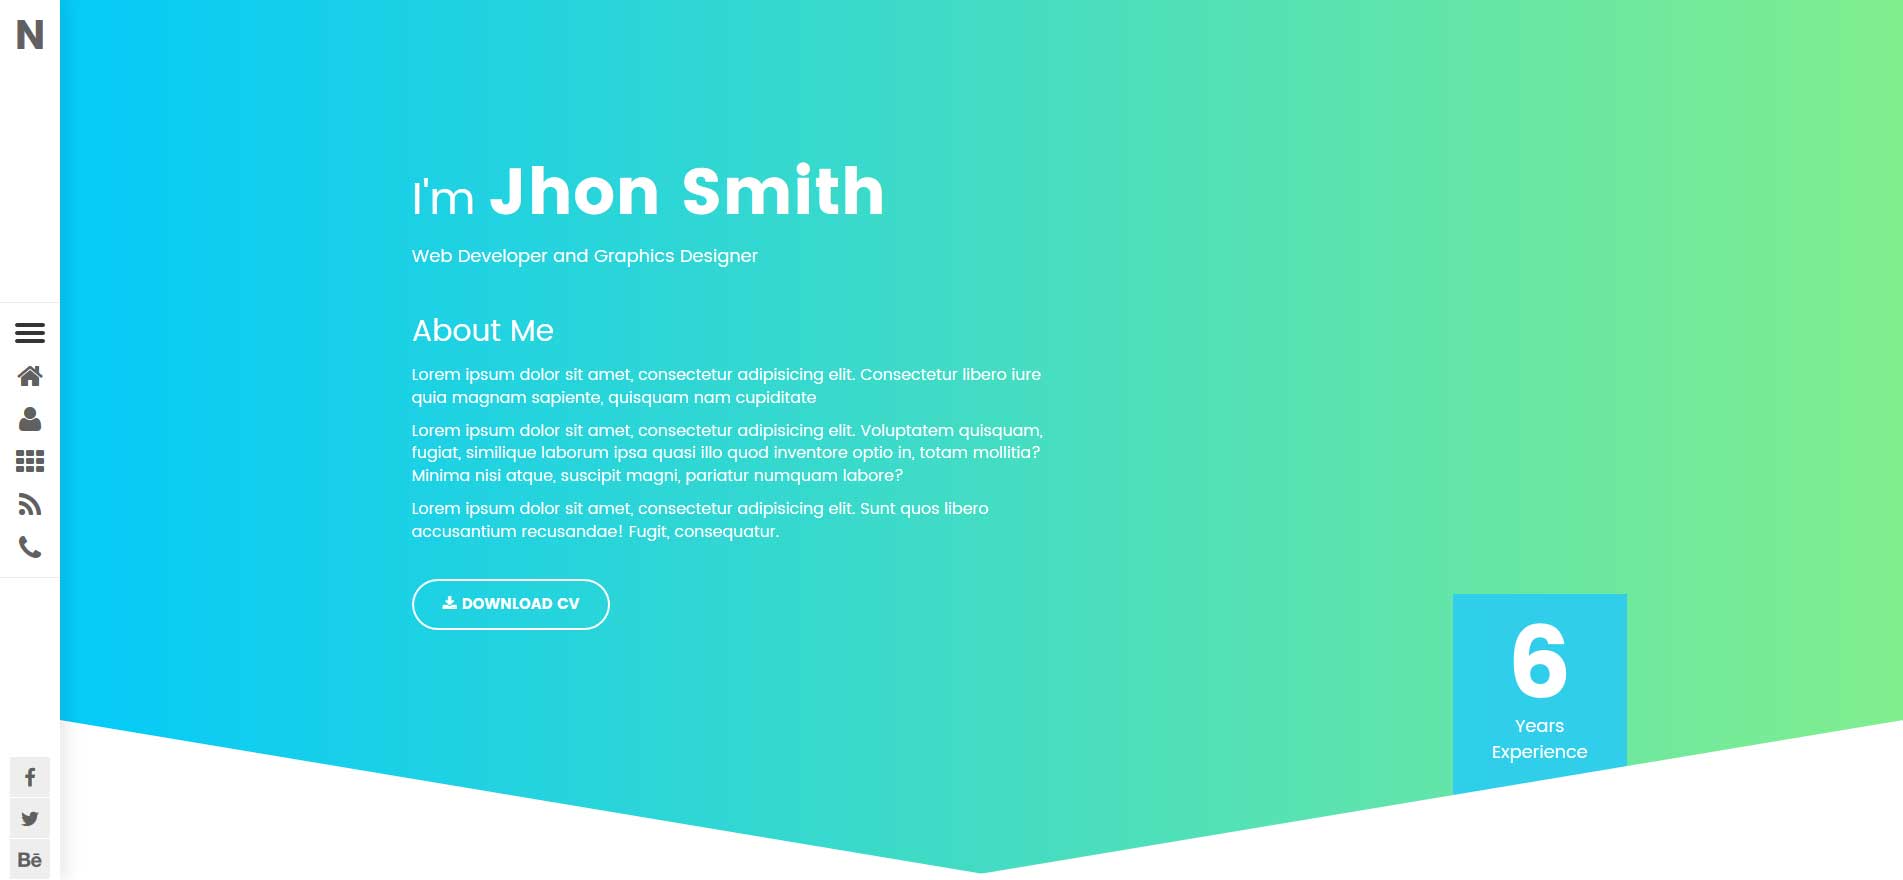 N
I'm Jhon Smith
Web Developer and Graphics Designer
About Me
Lorem ipsum dolor sit amet, consectetur adipisicing elit. Consectetur libero iure
quia magnam sapiente, quisquam nam cupiditate
Lorem ipsum dolor sit amet, consectetur adipisicing elit. Voluptatem quisquam,
fugiat, similique laborum ipsa quasi illo quod inventore optio in, totam mollitia?
Minima nisi atque, suscipit magni, pariatur numquam labore?
Lorem ipsum dolor sit amet, consectetur adipisicing elit. Sunt quos libero
accusantium recusandae! Fugit, consequatur.
DOWNLOAD CV
6
Years
Experience
f
Bē